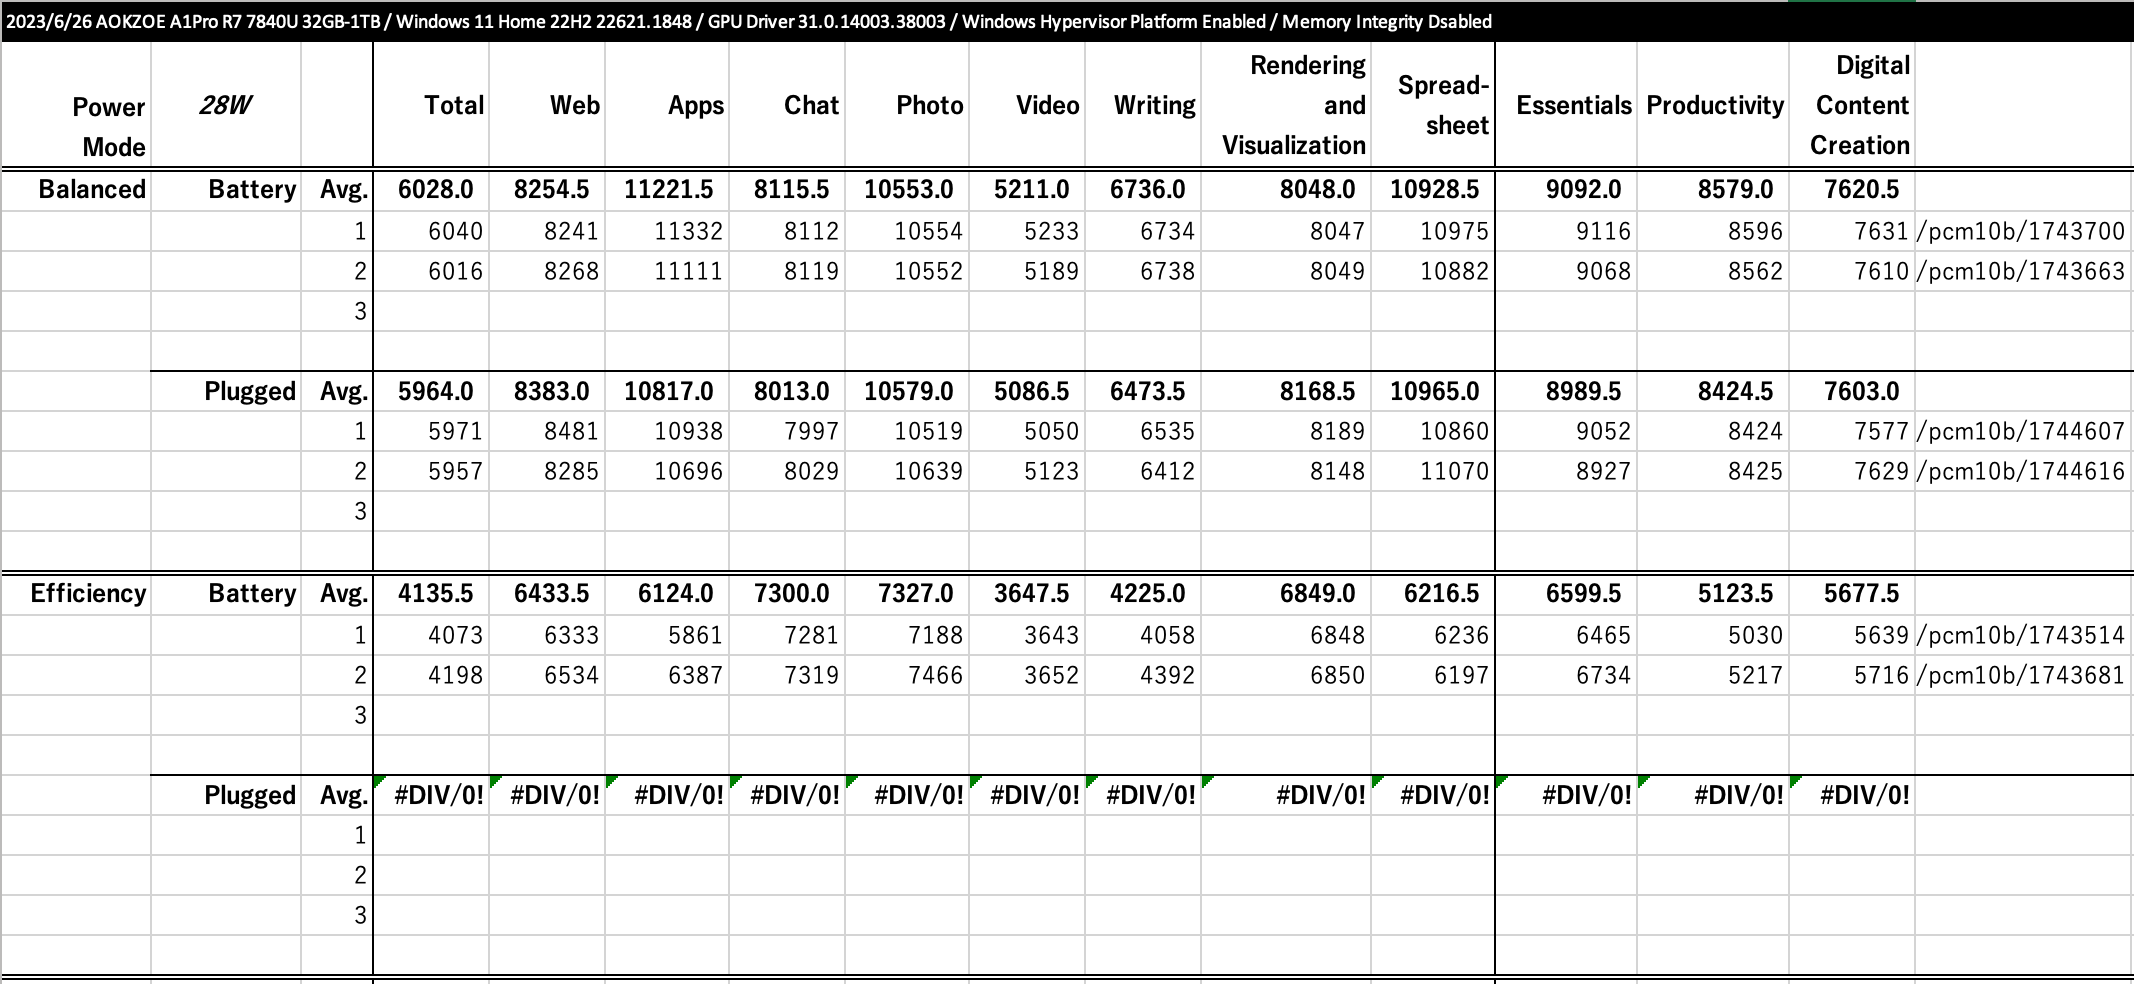 2023/6/26 AOKZOE A1Pro R7 7840U 32GB-1TB / Windows 11 Home 22H2 22621.1848 / GPU Driver 31.0.14003.38003 / Windows Hypervisor Platform Enabled / Memory Integrity Dsabled
Power Mode 28W Total Web Apps Chat Photo Video Writing Rendering and Visualization Spread-sheet Essentials Productivity Digital Content Creation
Balanced Battery Avg. 6028.0 8254.5 11221.5 8115.5 10553.0 5211.0 6736.0 8048.0 10928.5 9092.0 8579.0 7620.5
1 6040 8241 11332 8112 10554 5233 6734 8047 10975 9116 8596 7631 /pcm10b/1743700
2 6016 8268 11111 8119 10552 5189 6738 8049 10882 9068 8562 7610 /pcm10b/1743663
3
Plugged Avg. 5964.0 8383.0 10817.0 8013.0 10579.0 5086.5 6473.5 8168.5 10965.0 8989.5 8424.5 7603.0
1 5971 8481 10938 7997 10519 5050 6535 8189 10860 9052 8424 7577 /pcm10b/1744607
2 5957 8285 10696 8029 10639 5123 6412 8148 11070 8927 8425 7629 /pcm10b/1744616
3
Efficiency Battery Avg. 4135.5 6433.5 6124.0 7300.0 7327.0 3647.5 4225.0 6849.0 6216.5 6599.5 5123.5 5677.5
1 4073 6333 5861 7281 7188 3643 4058 6848 6236 6465 5030 5639 /pcm10b/1743514
2 4198 6534 6387 7319 7466 3652 4392 6850 6197 6734 5217 5716 /pcm10b/1743681
3
Plugged Avg. #DIV/0! #DIV/0! #DIV/0! #DIV/0! #DIV/0! #DIV/0! #DIV/0! #DIV/0! #DIV/0! #DIV/0! #DIV/0! #DIV/0!
1
2
3